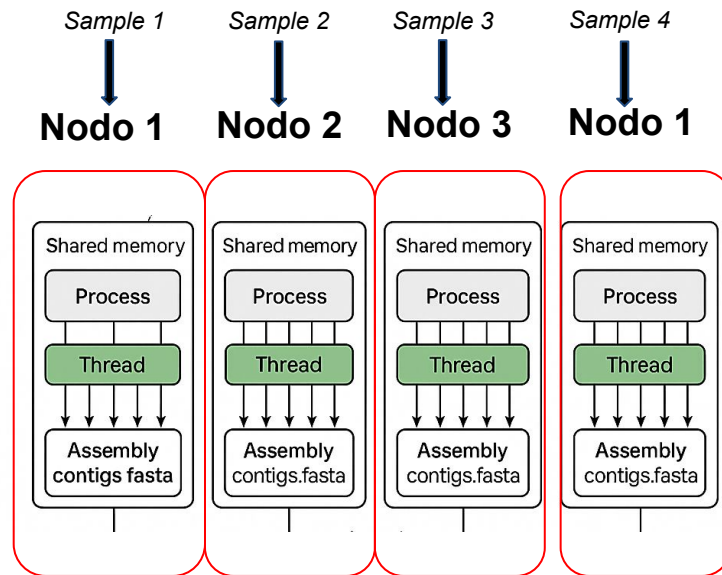 Sample 1
Sample 2
Sample 3
Sample 4
Nodo 1
Nodo 2
Nodo 3
Nodo 1
Shared memory
Process
Thread
Assembly
contigs fasta
Shared memory
Process
Thread
Assembly
contigs.fasta
Shared memory
Process
Thread
Assembly
contigs.fasta
Shared memory
Process
Thread
Assembly
contigs.fasta